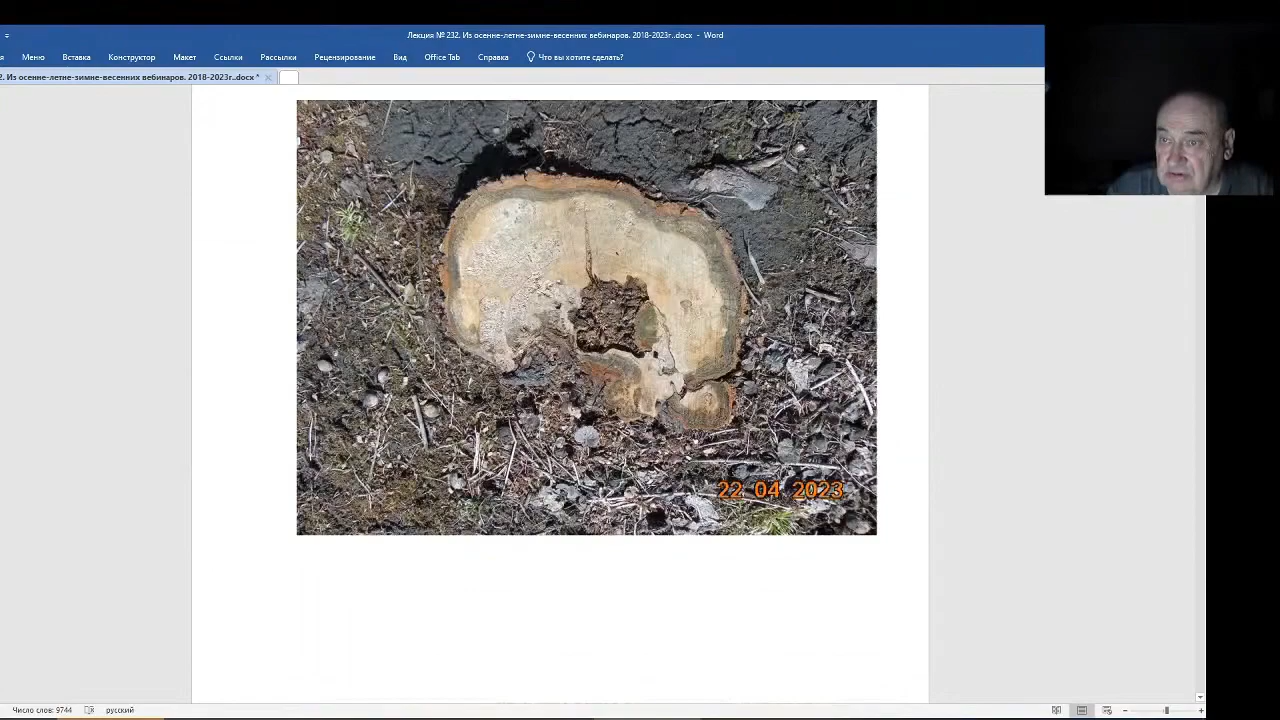 Лекция № 232. Из осенне-летне-зимне-весенних вебинаров. 2018-2023г..docx - Word
Меню Вставка Конструктор Макет Ссылки Рассылки Рецензирование Вид Office Tab Справка Что вы хотите сделать?
2. Из осенне-летне-зимне-весенних вебинаров. 2018-2023г..docx *
22 04 2023
Число слов: 9744 русский